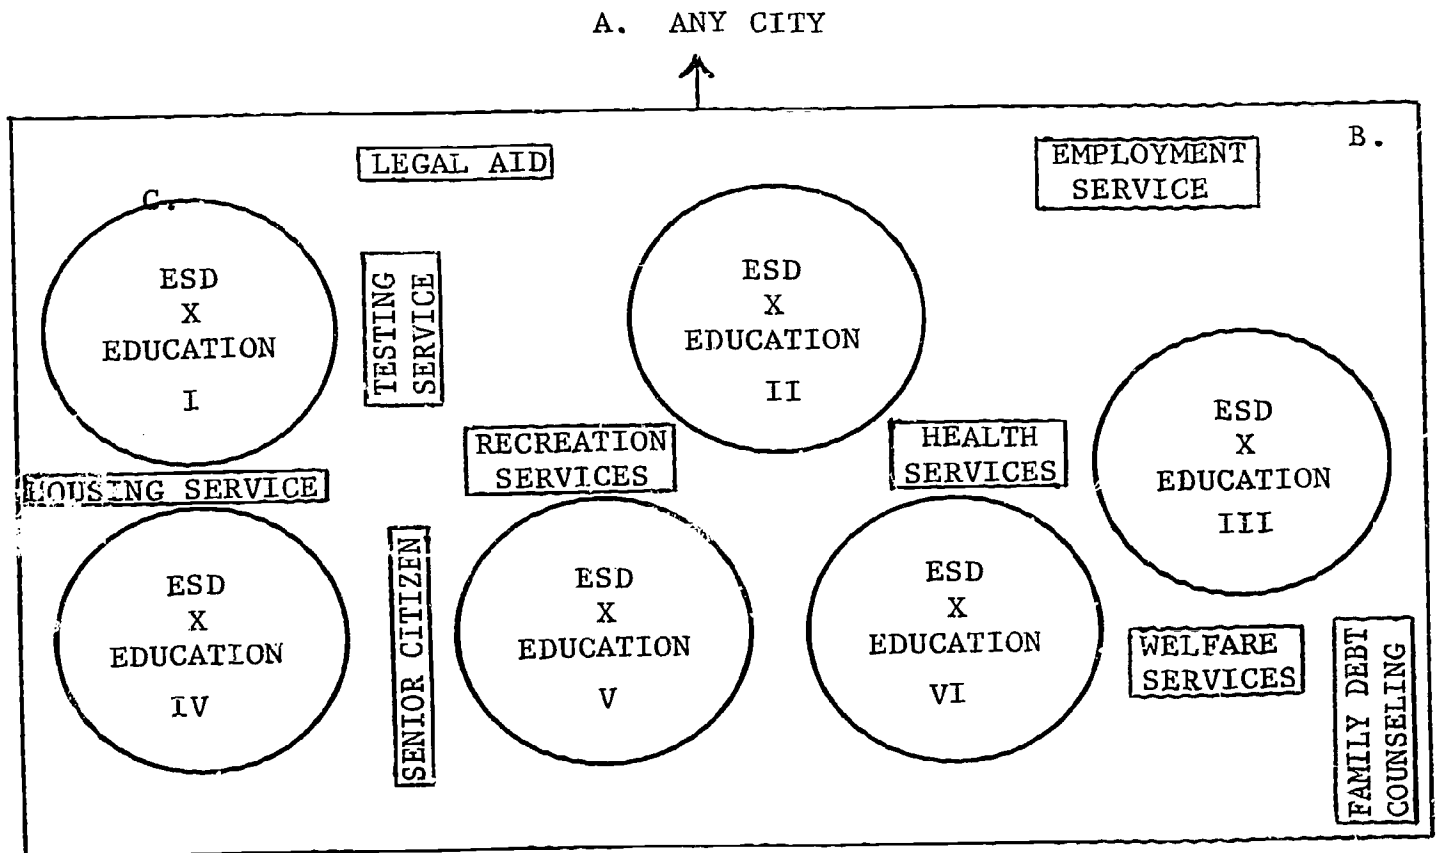 A. ANY CITY
B.
LEGAL AID
EMPLOYMENT
SERVICE
C.
ESD
X
EDUCATION
I
TESTING
SERVICE
ESD
X
EDUCATION
II
ESD
X
EDUCATION
III
RECREATION
SERVICES
HEALTH
SERVICES
HOUSING SERVICE
ESD
X
EDUCATION
IV
SENIOR CITIZEN
ESD
X
EDUCATION
V
ESD
X
EDUCATION
VI
WELFARE
SERVICES
FAMILY DEBT
COUNSELING